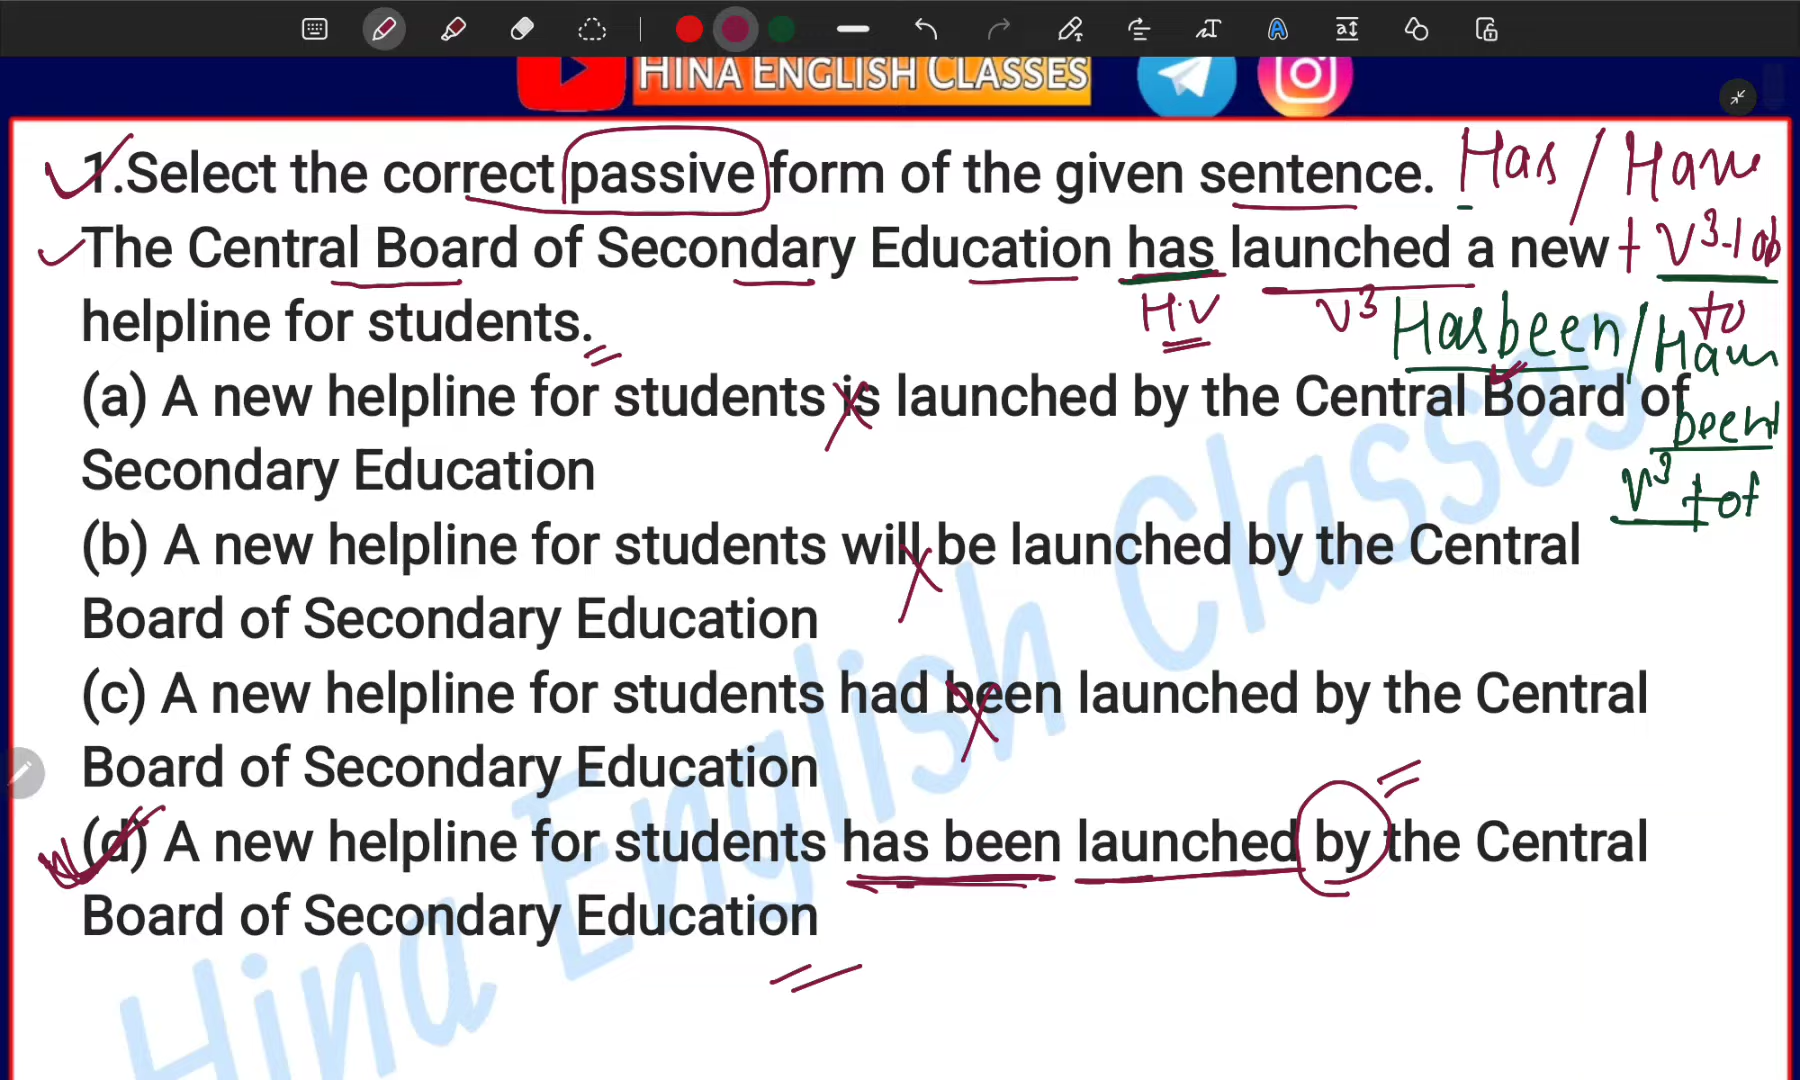 HINA ENGLISH CLASSES
1.Select the correct passive form of the given sentence. Has / Have
The Central Board of Secondary Education has launched a new + V3 + ob
helpline for students. H.V V3 Has been / Have
(a) A new helpline for students is launched by the Central Board of
been +
Secondary Education
V3 + of
(b) A new helpline for students will be launched by the Central
Board of Secondary Education
(c) A new helpline for students had been launched by the Central
Board of Secondary Education
(d) A new helpline for students has been launched by the Central
Board of Secondary Education
Hina English Classes